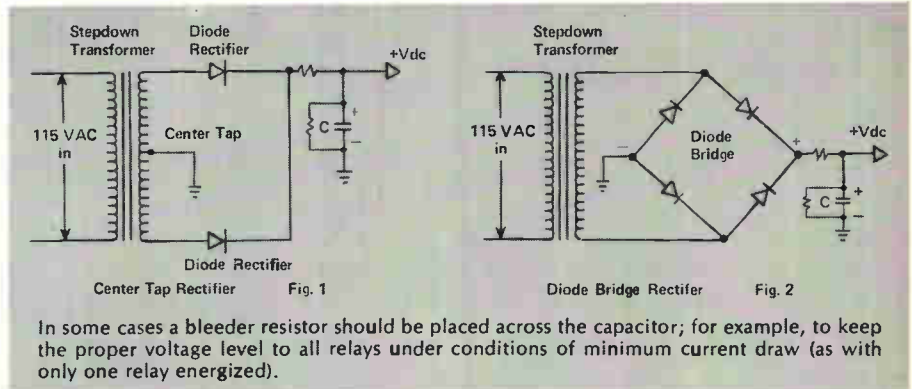 Stepdown
Transformer
Diode
Rectifier
+Vdc
115 VAC
in
Center Tap
C
+
−
Diode Rectifier
Center Tap Rectifier Fig. 1
Stepdown
Transformer
115 VAC
in
−
Diode
Bridge
+
+Vdc
C
+
−
Diode Bridge Rectifer Fig. 2
In some cases a bleeder resistor should be placed across the capacitor; for example, to keep
the proper voltage level to all relays under conditions of minimum current draw (as with
only one relay energized).